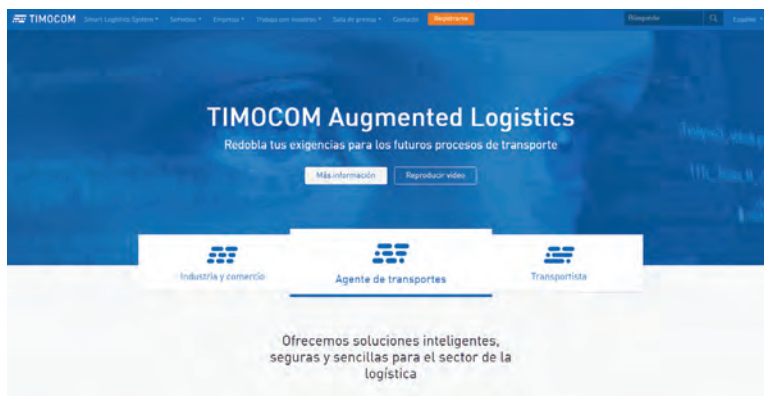 TIMOCOM Smart Logistics System Servicios Empresa Trabaja con nosotros Sala de prensa Contacto Registrarse Búsqueda Español
TIMOCOM Augmented Logistics
Redobla tus exigencias para los futuros procesos de transporte
Más información Reproducir video
Industria y comercio Agente de transportes Transportista
Ofrecemos soluciones inteligentes,
seguras y sencillas para el sector de la
logística